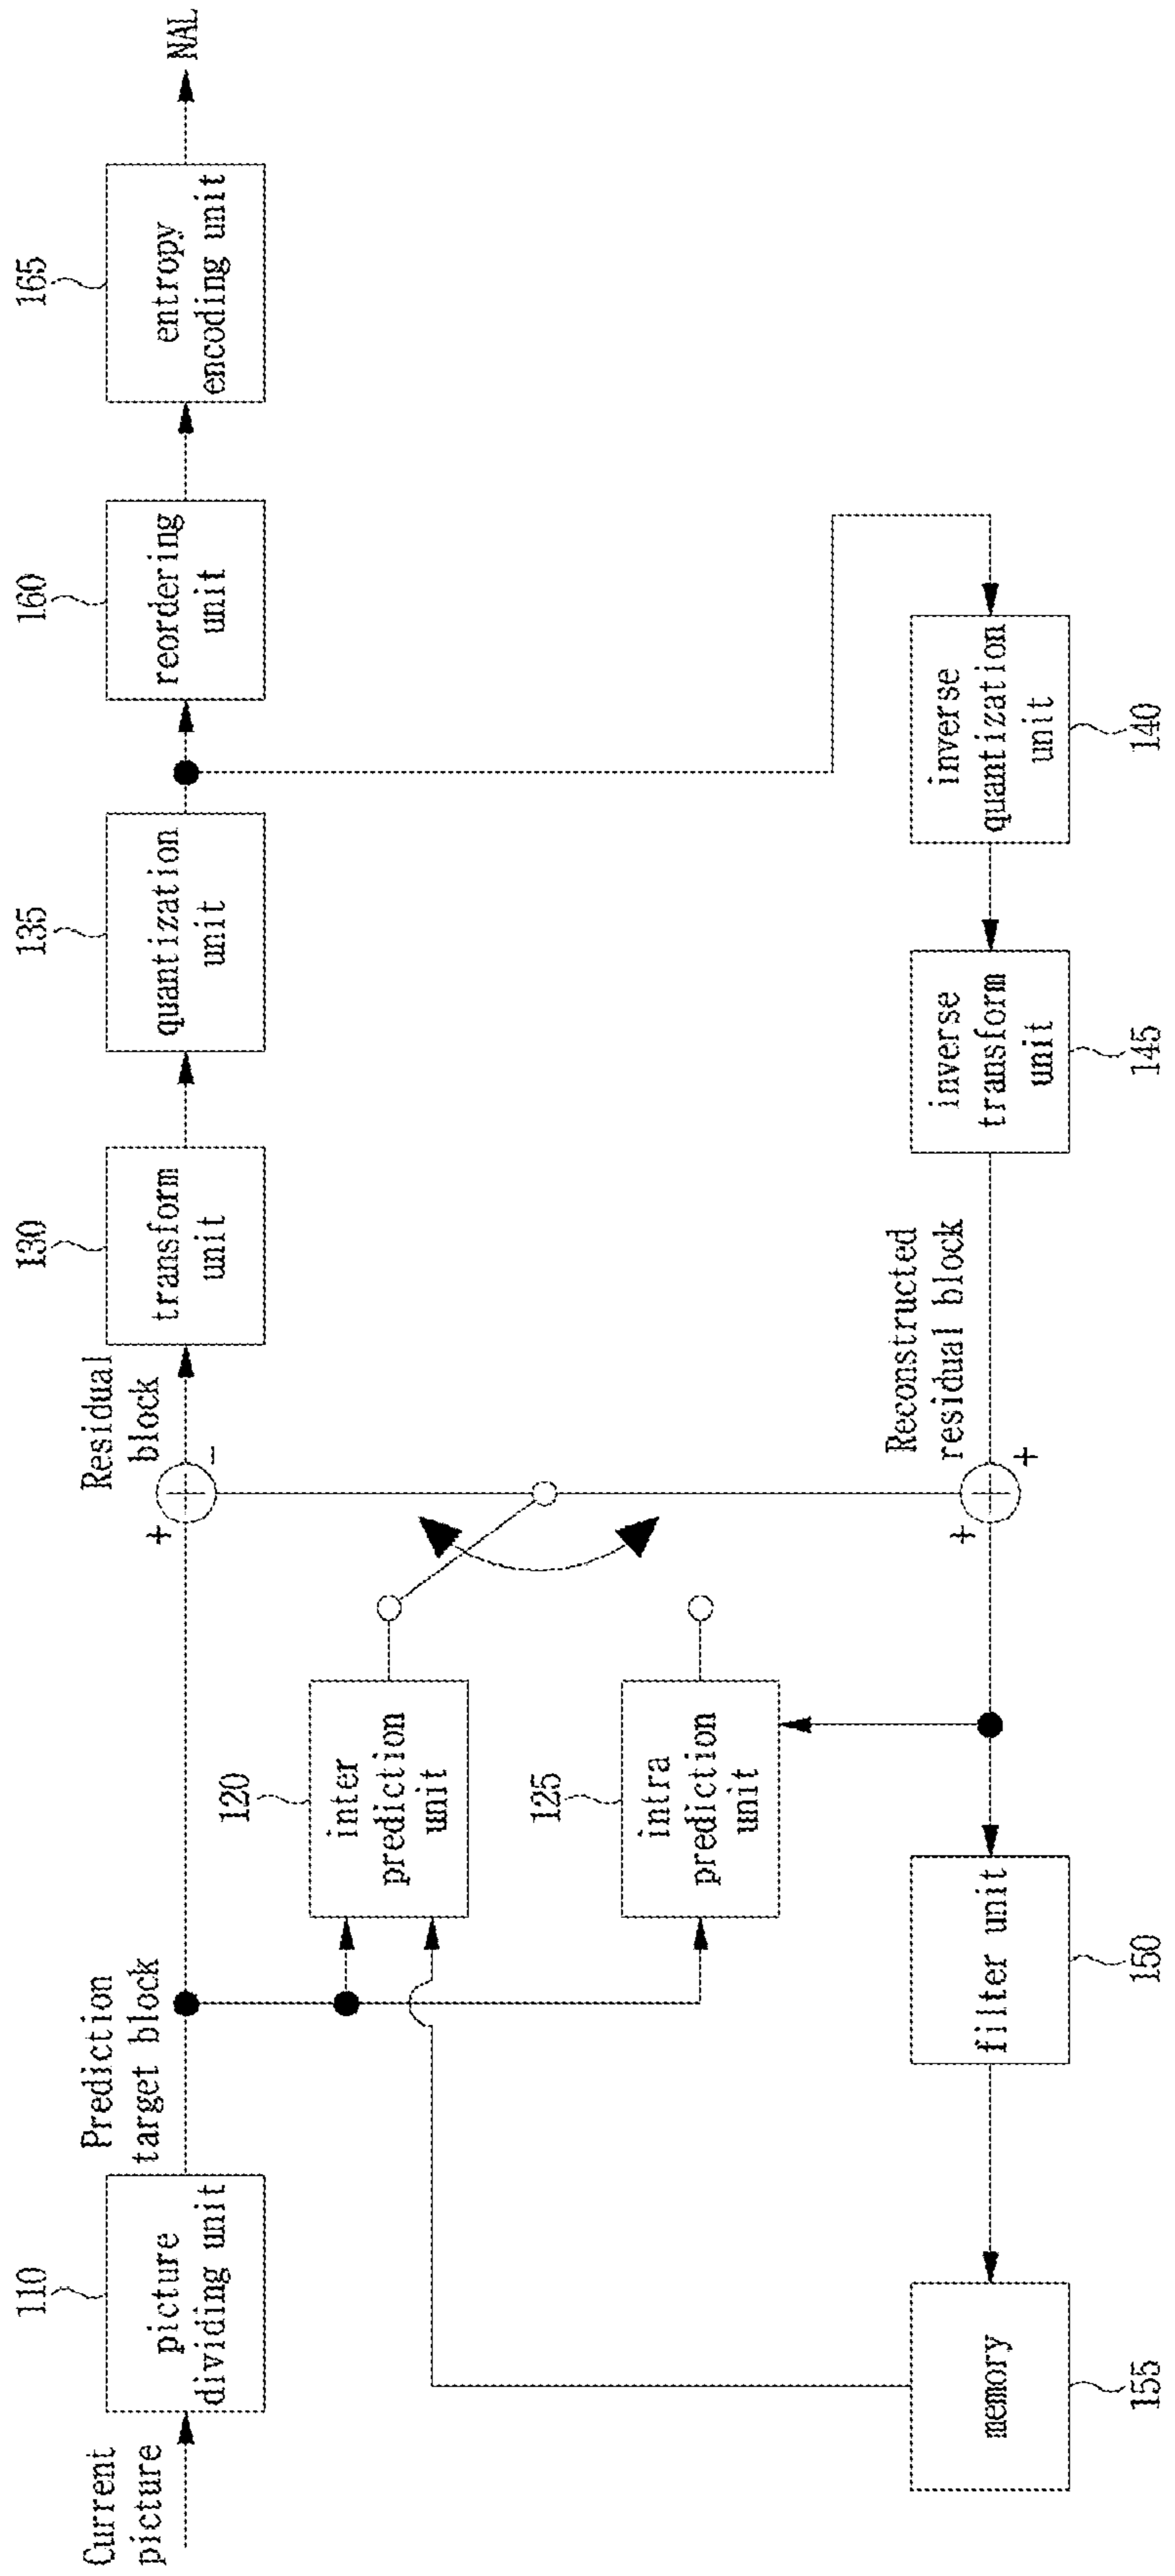 Current
picture
110
picture
dividing unit
Prediction
target block
+
-
Residual
block
130
transform
unit
135
quantization
unit
160
reordering
unit
165
entropy
encoding unit
NAL
120
inter
prediction
unit
125
intra
prediction
unit
memory
155
filter unit
150
+
+
Reconstructed
residual block
inverse
transform
unit
145
inverse
quantization
unit
140